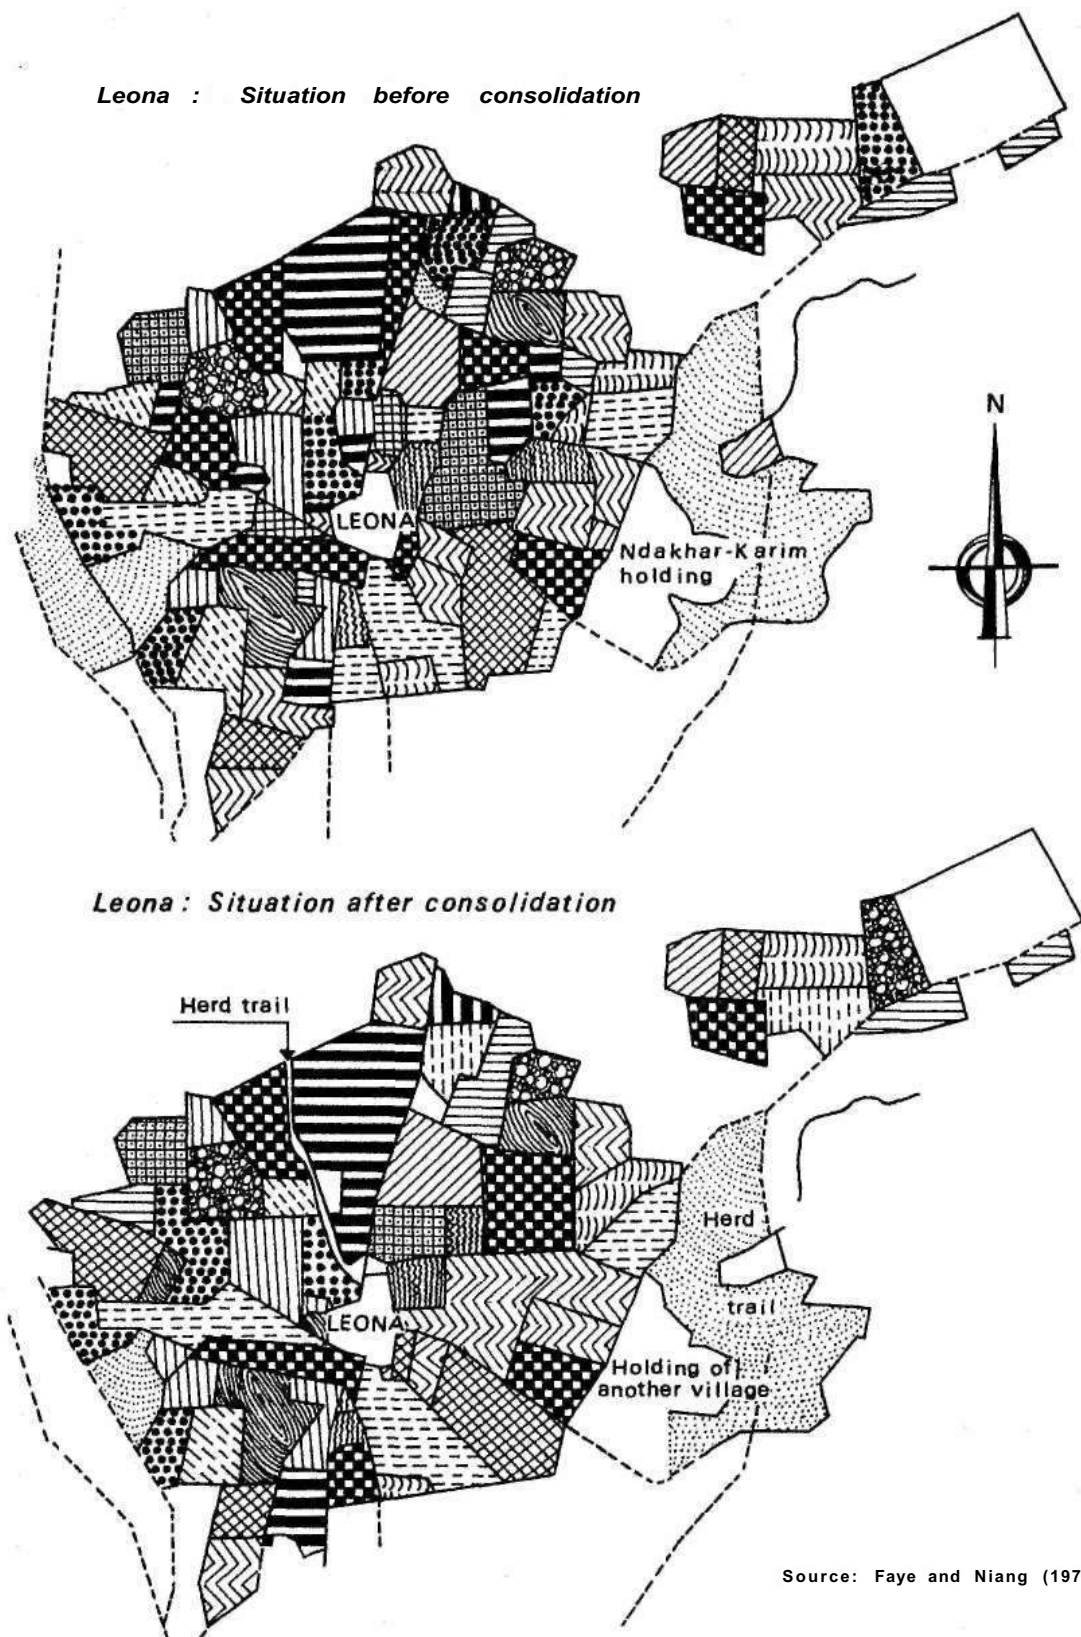 Leona : Situation before consolidation
N
LEONA
Ndakhar-Karim
holding
Leona : Situation after consolidation
Herd trail
Herd
trail
LEONA
Holding of
another village
Source: Faye and Niang (197